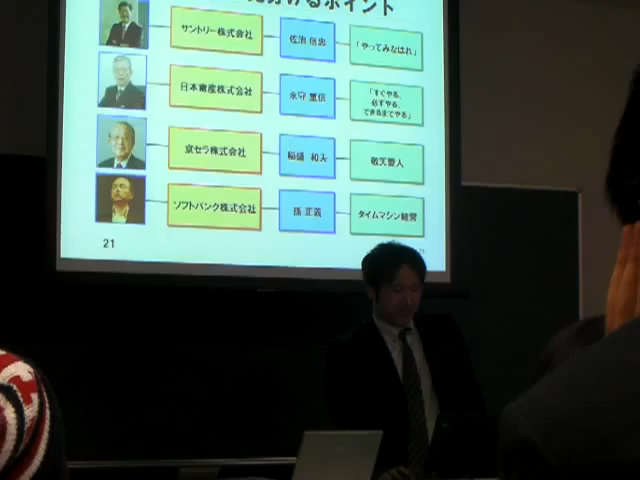 けるポイント
サントリー株式会社
佐治 信忠
「やってみなはれ」
日本電産株式会社
永守 重信
「すぐやる、
必ずやる、
できるまでやる」
京セラ株式会社
稲盛 和夫
敬天愛人
ソフトバンク株式会社
孫 正義
タイムマシン経営
21